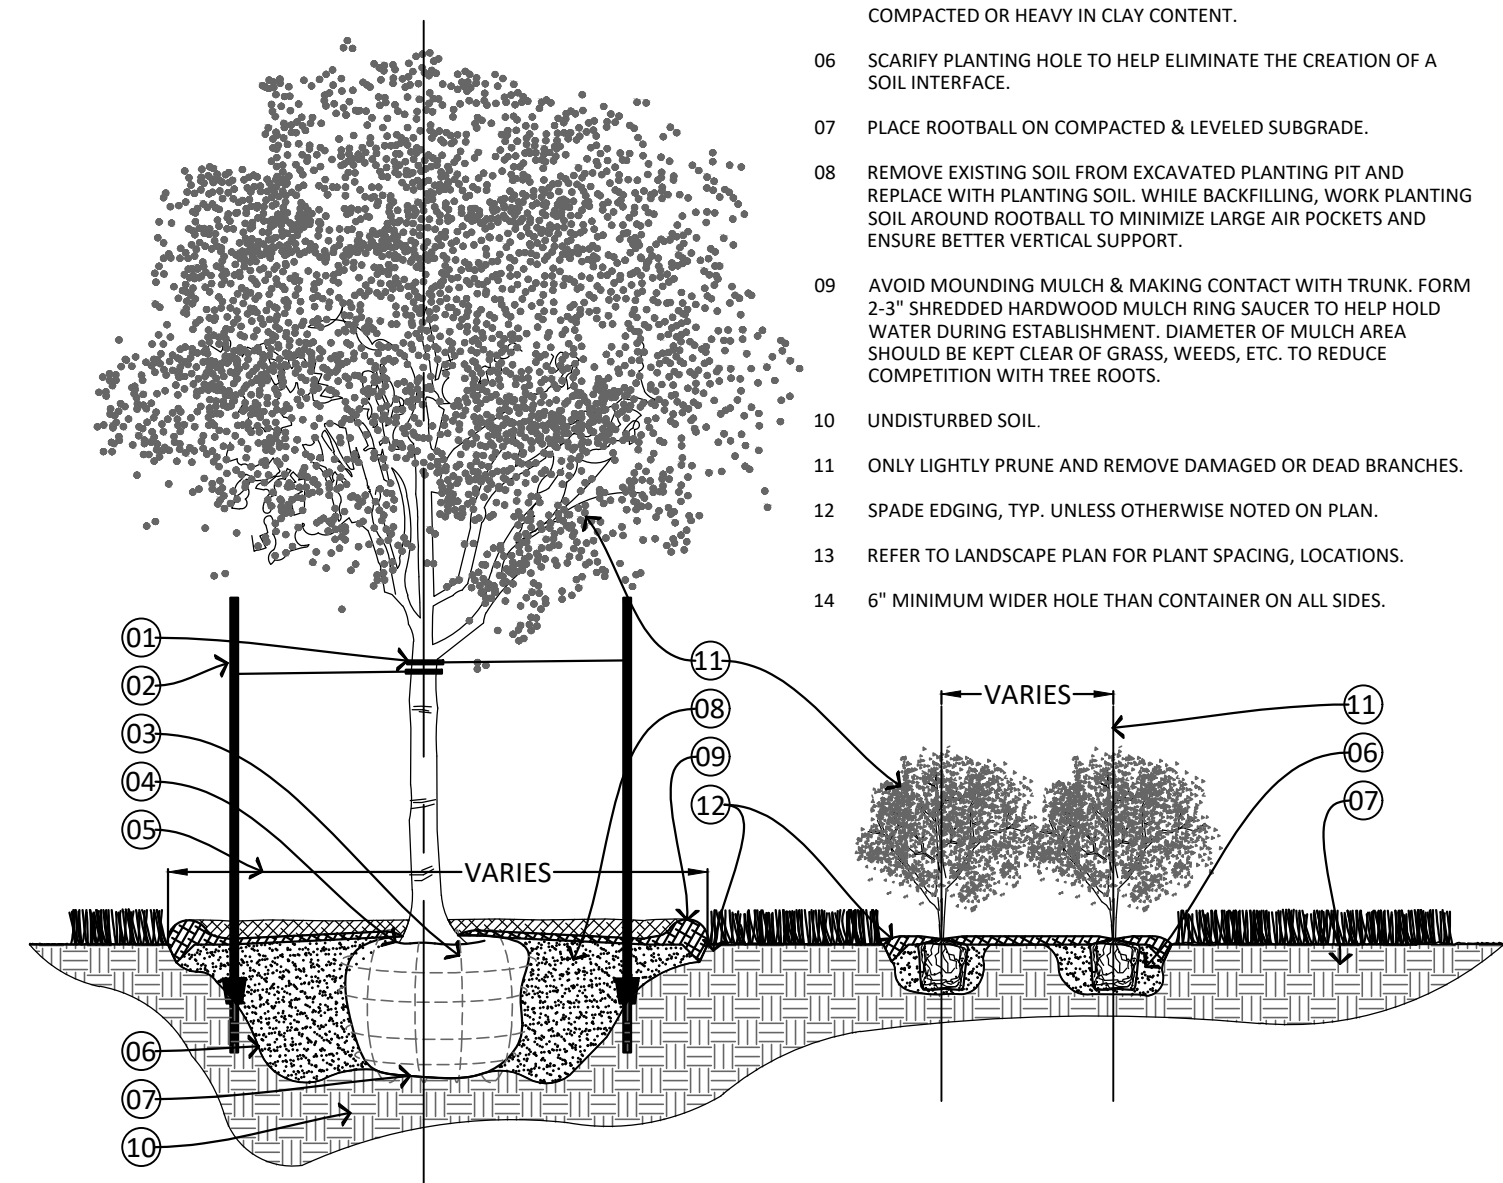 COMPACTED OR HEAVY IN CLAY CONTENT.
06 SCARIFY PLANTING HOLE TO HELP ELIMINATE THE CREATION OF A
SOIL INTERFACE.
07 PLACE ROOTBALL ON COMPACTED & LEVELED SUBGRADE.
08 REMOVE EXISTING SOIL FROM EXCAVATED PLANTING PIT AND
REPLACE WITH PLANTING SOIL. WHILE BACKFILLING, WORK PLANTING
SOIL AROUND ROOTBALL TO MINIMIZE LARGE AIR POCKETS AND
ENSURE BETTER VERTICAL SUPPORT.
09 AVOID MOUNDING MULCH & MAKING CONTACT WITH TRUNK. FORM
2-3" SHREDDED HARDWOOD MULCH RING SAUCER TO HELP HOLD
WATER DURING ESTABLISHMENT. DIAMETER OF MULCH AREA
SHOULD BE KEPT CLEAR OF GRASS, WEEDS, ETC. TO REDUCE
COMPETITION WITH TREE ROOTS.
10 UNDISTURBED SOIL.
11 ONLY LIGHTLY PRUNE AND REMOVE DAMAGED OR DEAD BRANCHES.
12 SPADE EDGING, TYP. UNLESS OTHERWISE NOTED ON PLAN.
13 REFER TO LANDSCAPE PLAN FOR PLANT SPACING, LOCATIONS.
14 6" MINIMUM WIDER HOLE THAN CONTAINER ON ALL SIDES.
01
02
03
04
05
VARIES
06
07
10
11
08
09
12
VARIES
11
06
07